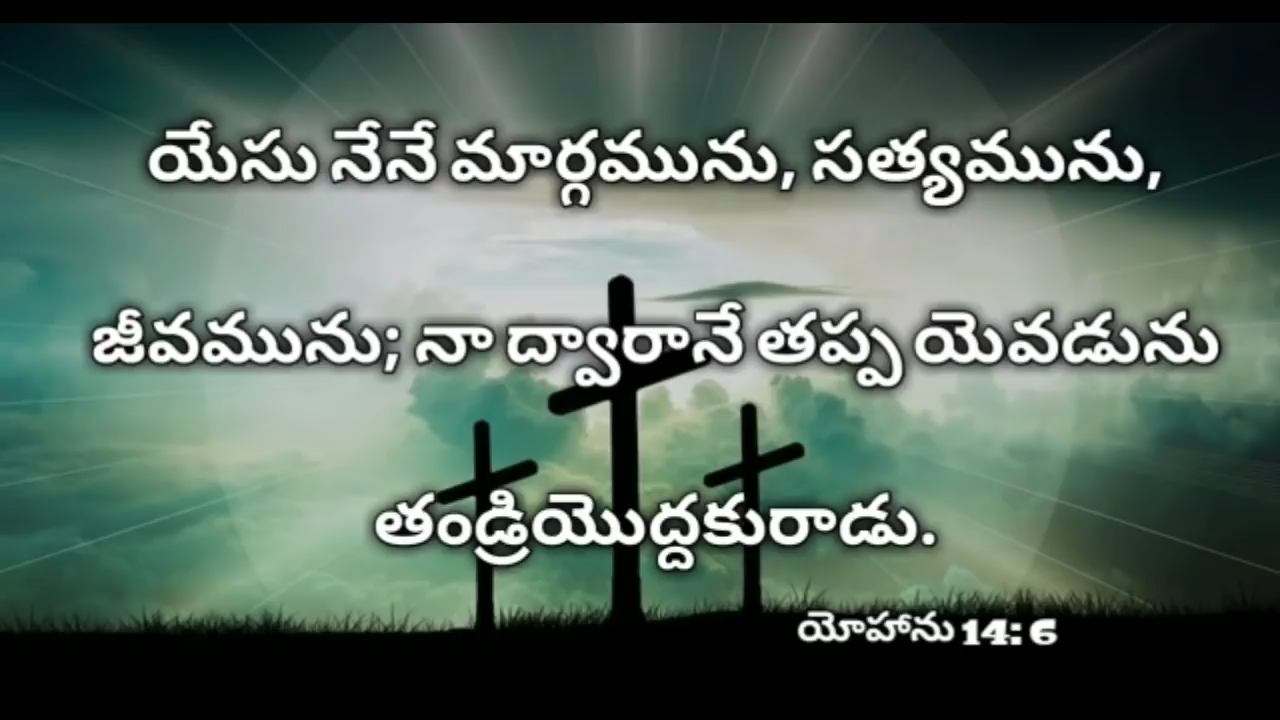 యేసు నేనే మార్గమును, సత్యమును,
జీవమును; నా ద్వారానే తప్ప యెవడును
తండ్రియొద్దకురాడు.
యోహాను 14: 6